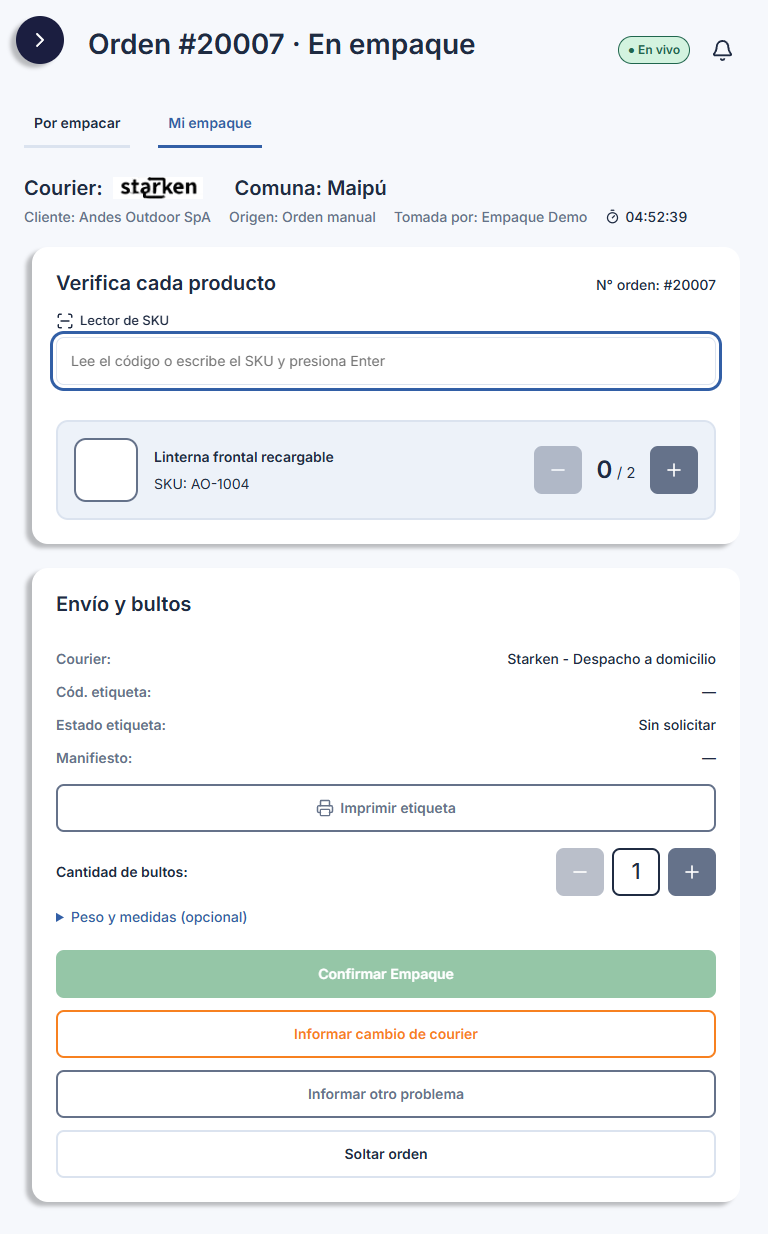 Orden #20007 · En empaque
• En vivo
Por empacar
Mi empaque
Courier: starken Comuna: Maipú
Cliente: Andes Outdoor SpA Origen: Orden manual Tomada por: Empaque Demo 04:52:39
Verifica cada producto
N° orden: #20007
Lector de SKU
Lee el código o escribe el SKU y presiona Enter
Linterna frontal recargable
SKU: AO-1004
− 0 / 2 +
Envío y bultos
Courier: Starken - Despacho a domicilio
Cód. etiqueta: —
Estado etiqueta: Sin solicitar
Manifiesto: —
Imprimir etiqueta
Cantidad de bultos: − 1 +
Peso y medidas (opcional)
Confirmar Empaque
Informar cambio de courier
Informar otro problema
Soltar orden